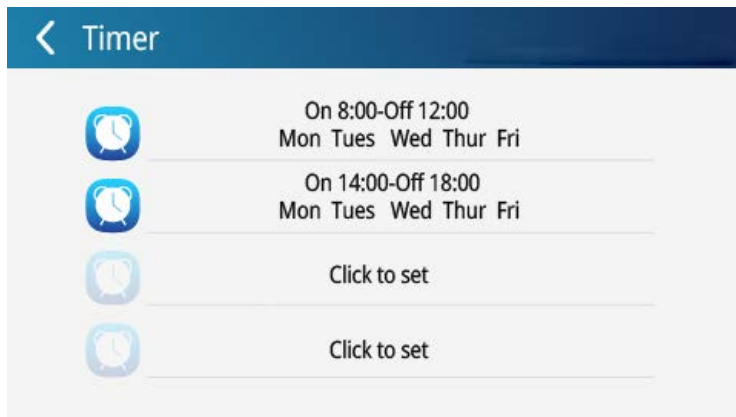 Timer
On 8:00-Off 12:00
Mon Tues Wed Thur Fri
On 14:00-Off 18:00
Mon Tues Wed Thur Fri
Click to set
Click to set